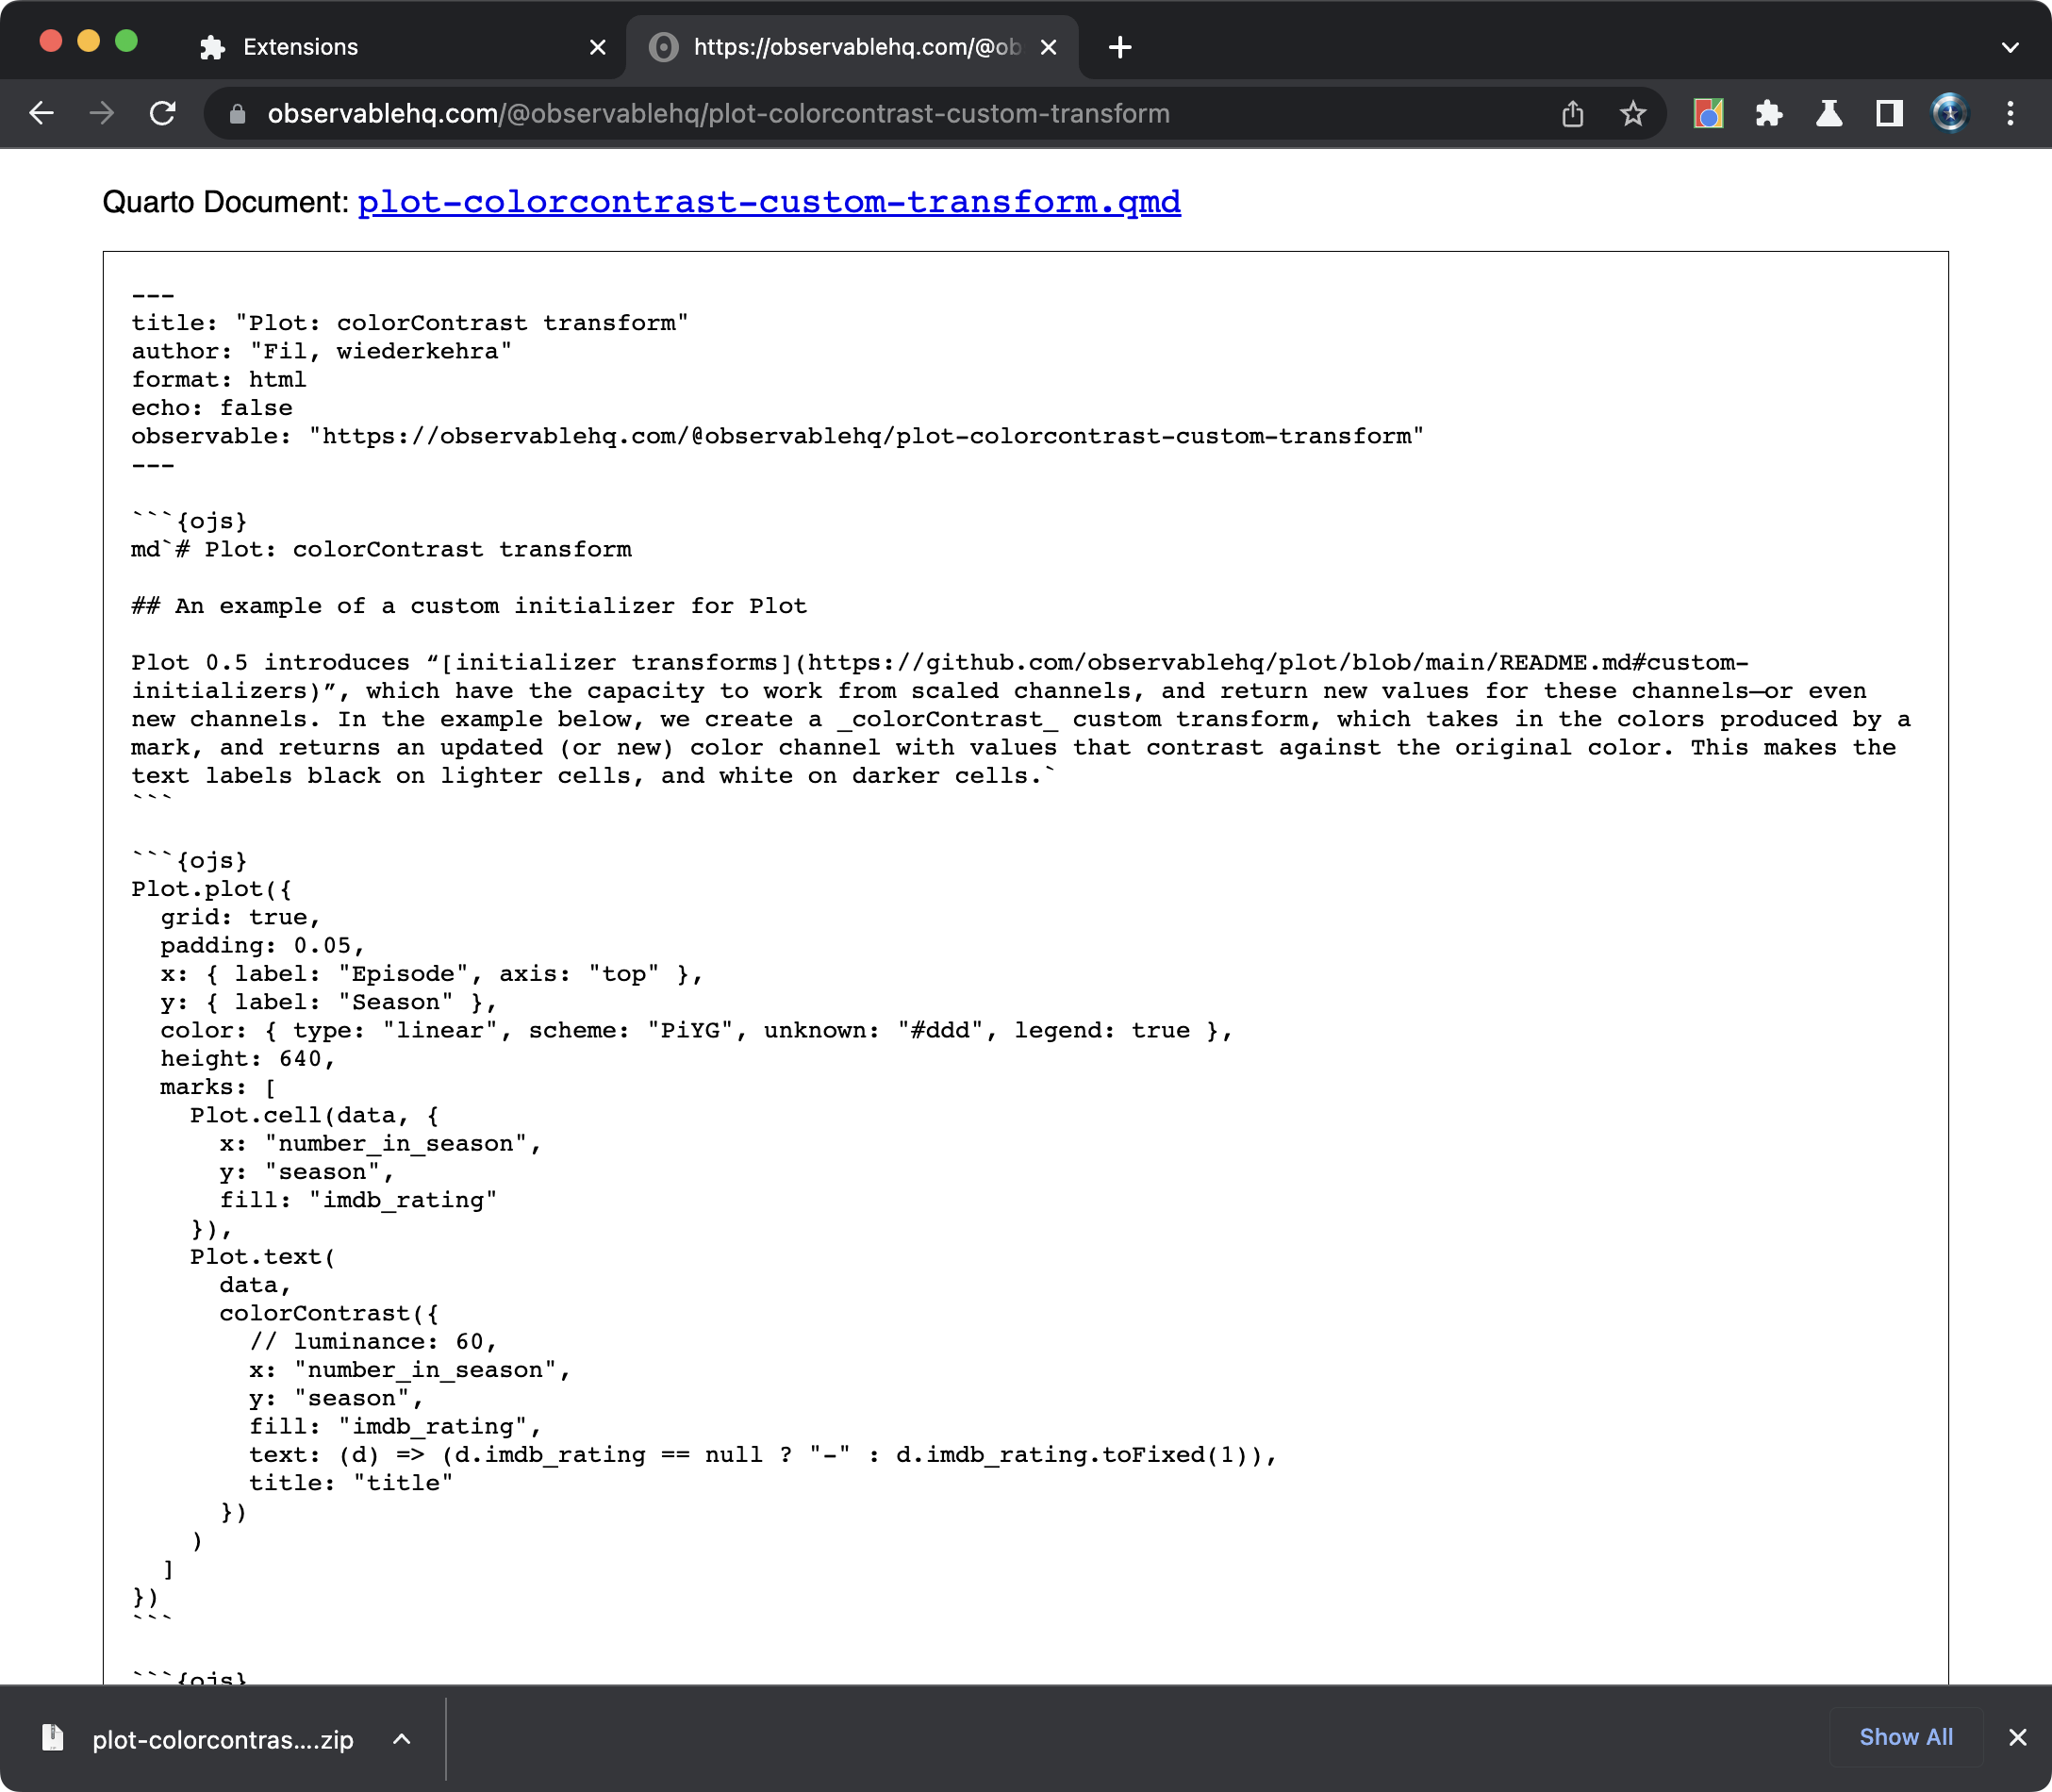 Extensions
https://observablehq.com/@ob
observablehq.com/@observablehq/plot-colorcontrast-custom-transform
Quarto Document: plot-colorcontrast-custom-transform.qmd
---
title: "Plot: colorContrast transform"
author: "Fil, wiederkehra"
format: html
echo: false
observable: "https://observablehq.com/@observablehq/plot-colorcontrast-custom-transform"
---
```{ojs}
md`# Plot: colorContrast transform
## An example of a custom initializer for Plot
Plot 0.5 introduces “[initializer transforms](https://github.com/observablehq/plot/blob/main/README.md#custom-
initializers)”, which have the capacity to work from scaled channels, and return new values for these channels—or even
new channels. In the example below, we create a _colorContrast_ custom transform, which takes in the colors produced by a
mark, and returns an updated (or new) color channel with values that contrast against the original color. This makes the
text labels black on lighter cells, and white on darker cells.`
```
```{ojs}
Plot.plot({
  grid: true,
  padding: 0.05,
  x: { label: "Episode", axis: "top" },
  y: { label: "Season" },
  color: { type: "linear", scheme: "PiYG", unknown: "#ddd", legend: true },
  height: 640,
  marks: [
    Plot.cell(data, {
      x: "number_in_season",
      y: "season",
      fill: "imdb_rating"
    }),
    Plot.text(
      data,
      colorContrast({
        // luminance: 60,
        x: "number_in_season",
        y: "season",
        fill: "imdb_rating",
        text: (d) => (d.imdb_rating == null ? "-" : d.imdb_rating.toFixed(1)),
        title: "title"
      })
    )
  ]
})
```
```{ojs}
plot-colorcontras....zip
Show All